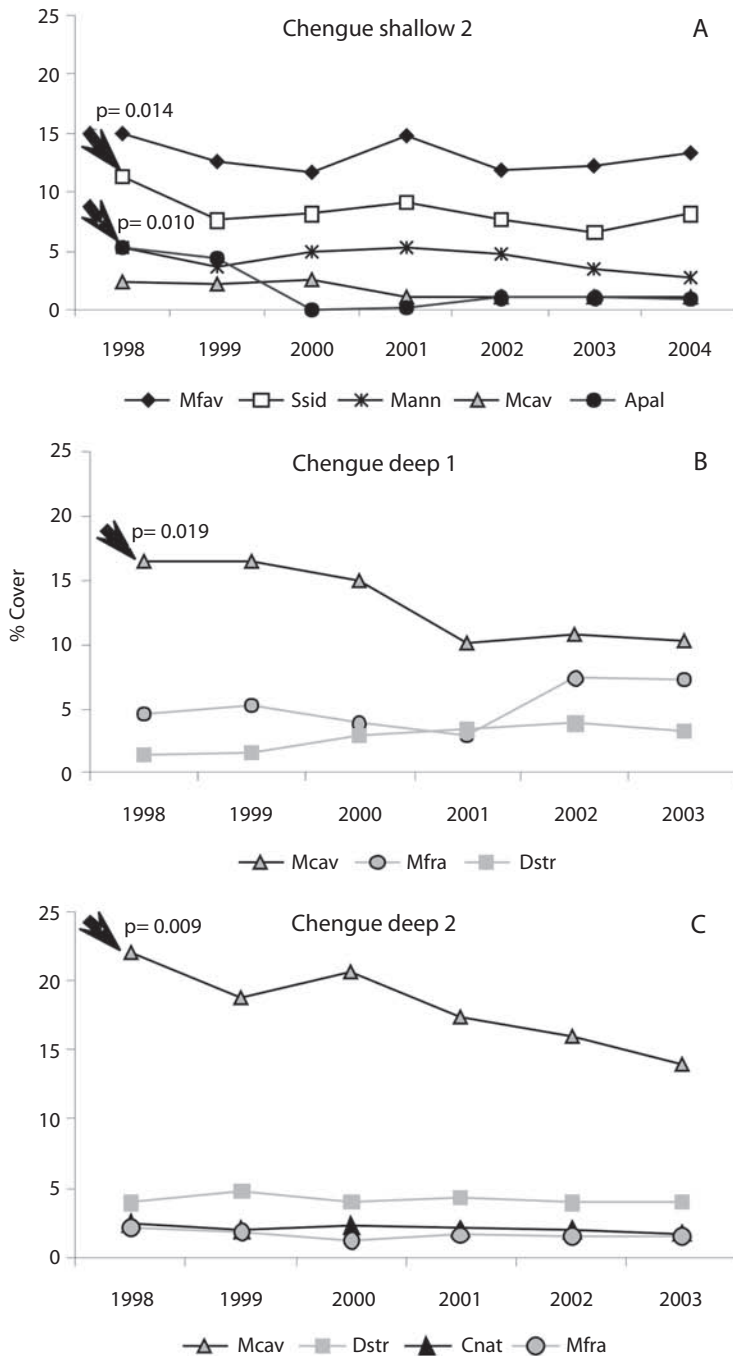 25
Chengue shallow 2
A
20
p= 0.014
15
10
p= 0.010
5
0
1998 1999 2000 2001 2002 2003 2004
Mfav Ssid Mann Mcav Apal
25
Chengue deep 1
B
20
p= 0.019
15
% Cover
10
5
0
1998 1999 2000 2001 2002 2003
Mcav Mfra Dstr
25
p= 0.009
Chengue deep 2
C
20
15
10
5
0
1998 1999 2000 2001 2002 2003
Mcav Dstr Cnat Mfra